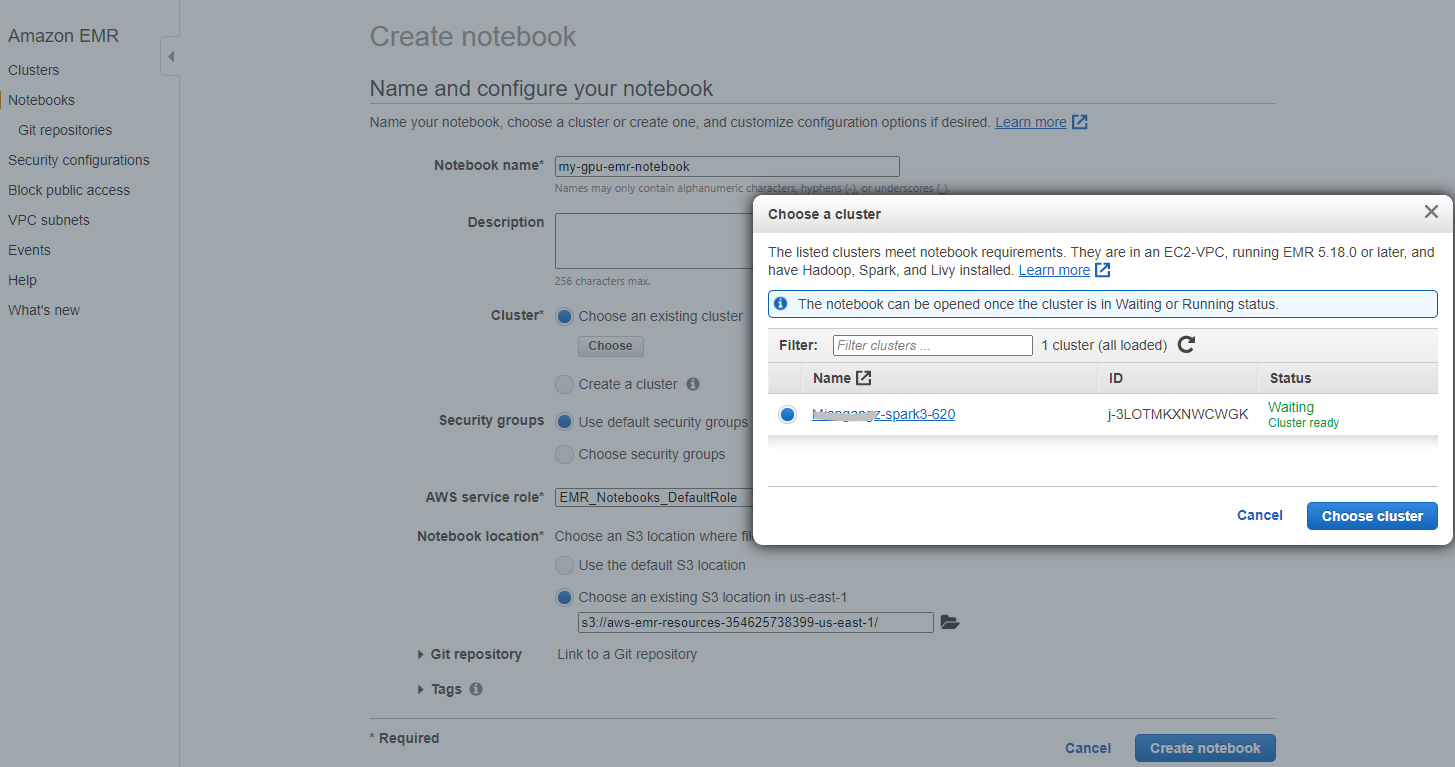 Amazon EMR
Clusters
Notebooks
Git repositories
Security configurations
Block public access
VPC subnets
Events
Help
What's new
Create notebook
Name and configure your notebook
Name your notebook, choose a cluster or create one, and customize configuration options if desired. Learn more
Notebook name* my-gpu-emr-notebook
Names may only contain alphanumeric characters, hyphens (-), or underscores (_).
Description
256 characters max.
Cluster* Choose an existing cluster
Choose
Create a cluster
Security groups Use default security groups
Choose security groups
AWS service role* EMR_Notebooks_DefaultRole
Notebook location* Choose an S3 location where
Use the default S3 location
Choose an existing S3 location in us-east-1
s3://aws-emr-resources-354625738399-us-east-1/
Git repository Link to a Git repository
Tags
* Required
Cancel Create notebook
Choose a cluster
The listed clusters meet notebook requirements. They are in an EC2-VPC, running EMR 5.18.0 or later, and
have Hadoop, Spark, and Livy installed. Learn more
The notebook can be opened once the cluster is in Waiting or Running status.
Filter: Filter clusters ... 1 cluster (all loaded)
Name ID Status
z-spark3-620 j-3LOTMKXNWCWGK Waiting
Cluster ready
Cancel Choose cluster